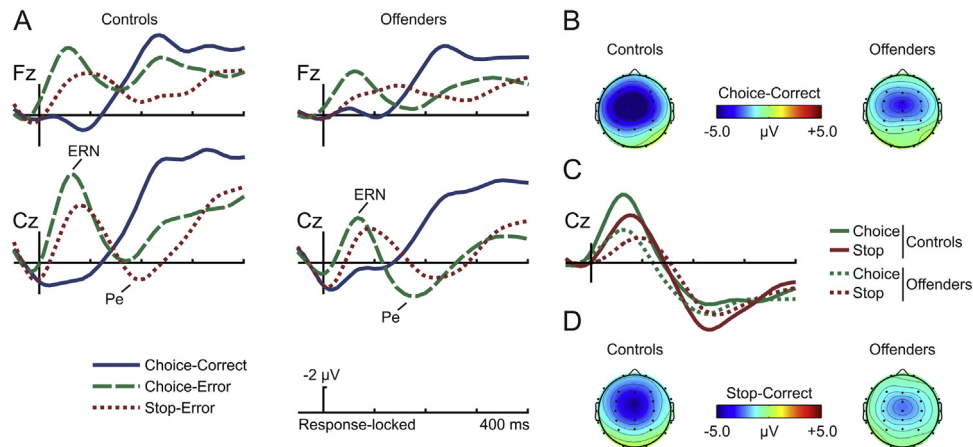 A
Controls
Offenders
Fz
Fz
ERN
Cz
Pe
ERN
Cz
Pe
Choice-Correct
Choice-Error
Stop-Error
-2 µV
Response-locked
400 ms
B
Controls
Offenders
Choice-Correct
-5.0
µV
+5.0
C
Cz
Choice
Stop
Controls
Choice
Stop
Offenders
D
Controls
Offenders
Stop-Correct
-5.0
µV
+5.0